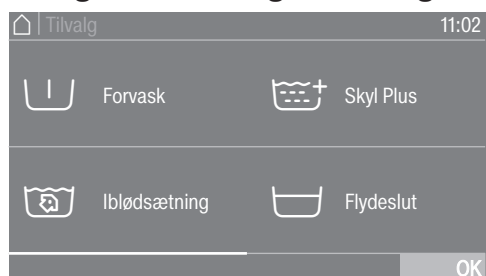 Tilvalg 11:02
Forvask Skyl Plus
Iblødsætning Flydeslut
OK